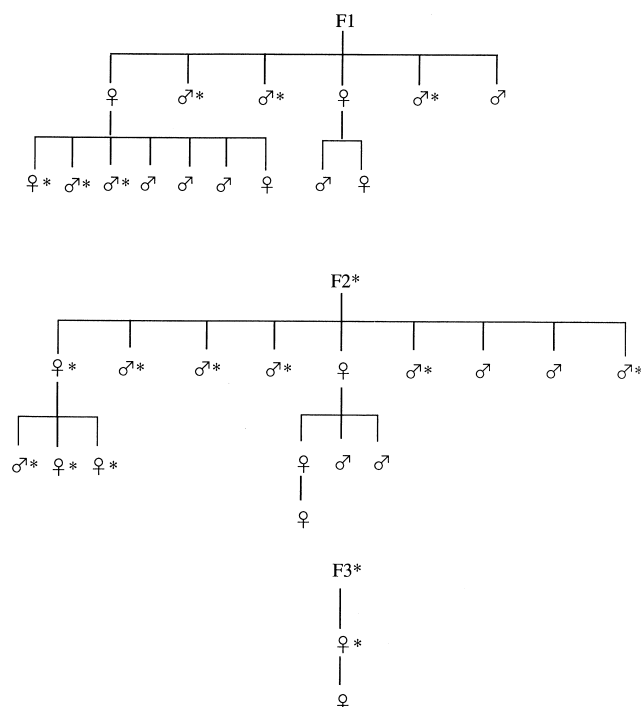 F1
♀ ♂* ♂* ♀ ♂* ♂
♀* ♂* ♂* ♂ ♂ ♂ ♀ ♂ ♀
F2*
♀* ♂* ♂* ♂* ♀ ♂* ♂ ♂ ♂*
♂* ♀* ♀* ♀ ♂ ♂
♀
F3*
♀*
♀